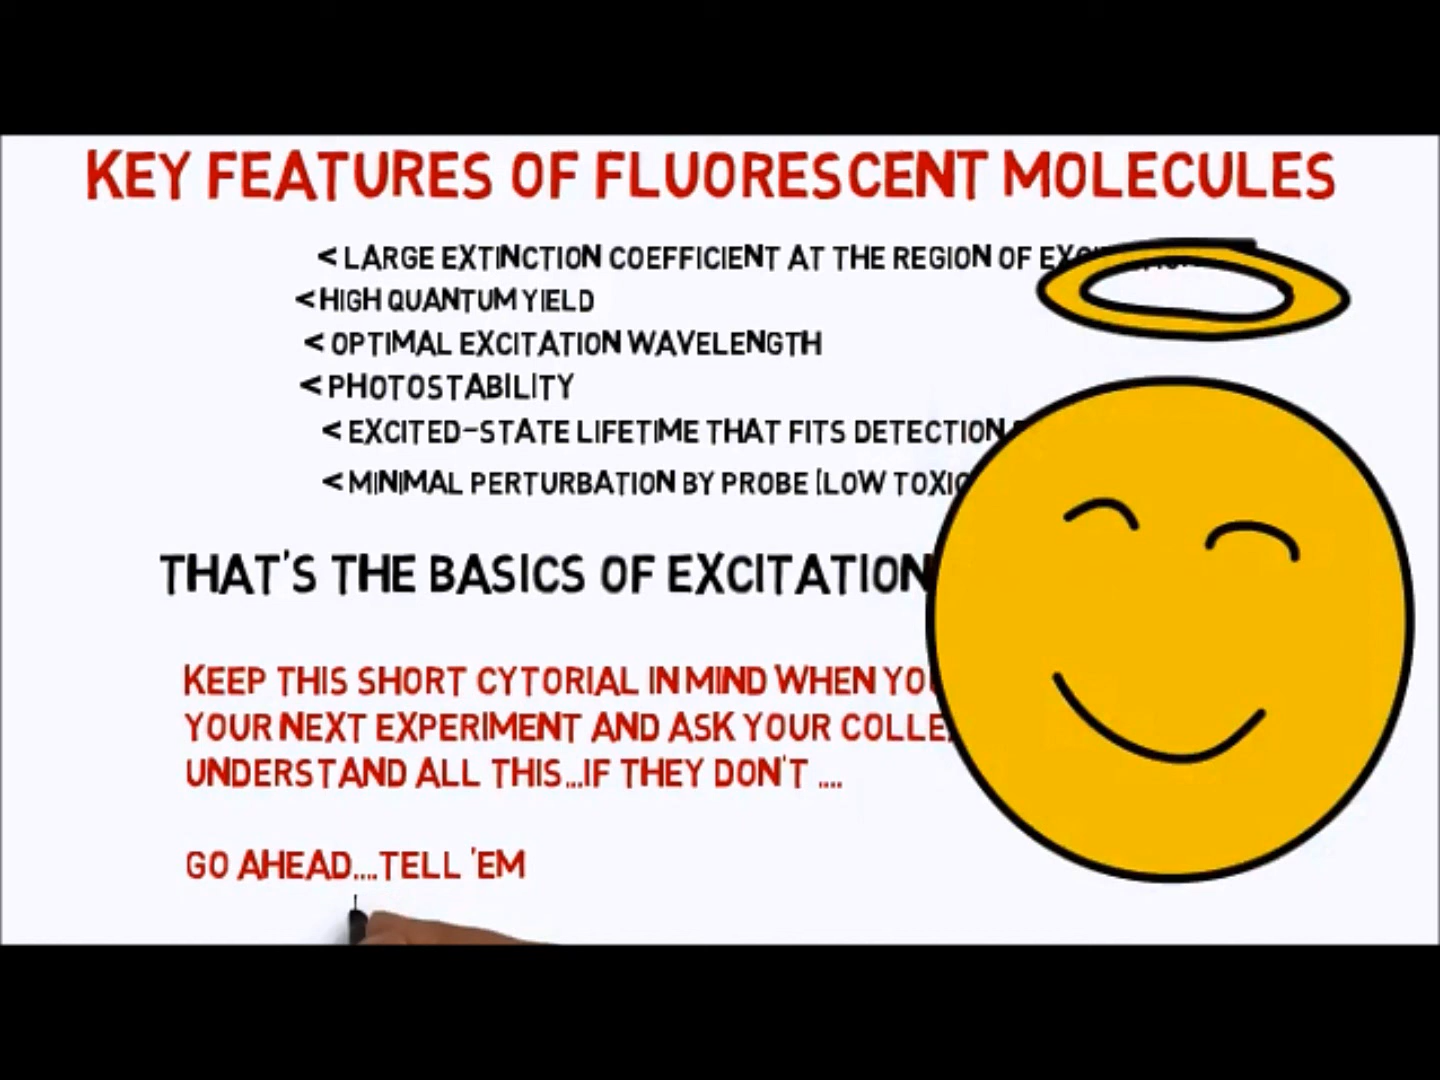 KEY FEATURES OF FLUORESCENT MOLECULES
< LARGE EXTINCTION COEFFICIENT AT THE REGION OF
< HIGH QUANTUM YIELD
< OPTIMAL EXCITATION WAVELENGTH
< PHOTOSTABILITY
< EXCITED-STATE LIFETIME THAT FITS DETECTION
< MINIMAL PERTURBATION BY PROBE (LOW
THAT'S THE BASICS OF EXCITATION
KEEP THIS SHORT CYTORIAL IN MIND WHEN
YOUR NEXT EXPERIMENT AND ASK YOUR
UNDERSTAND ALL THIS...IF THEY DON'T ....
GO AHEAD....TELL 'EM